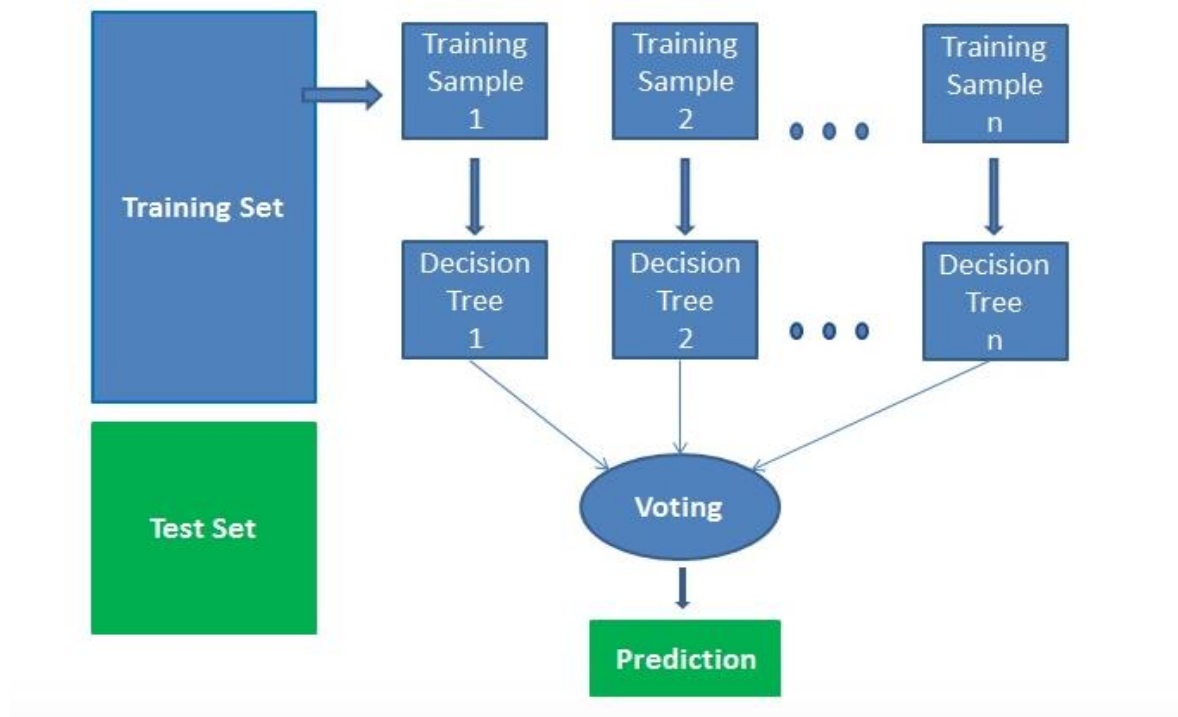 Training Set
Training
Sample
1
Training
Sample
2
Training
Sample
n
Decision
Tree
1
Decision
Tree
2
Decision
Tree
n
Test Set
Voting
Prediction